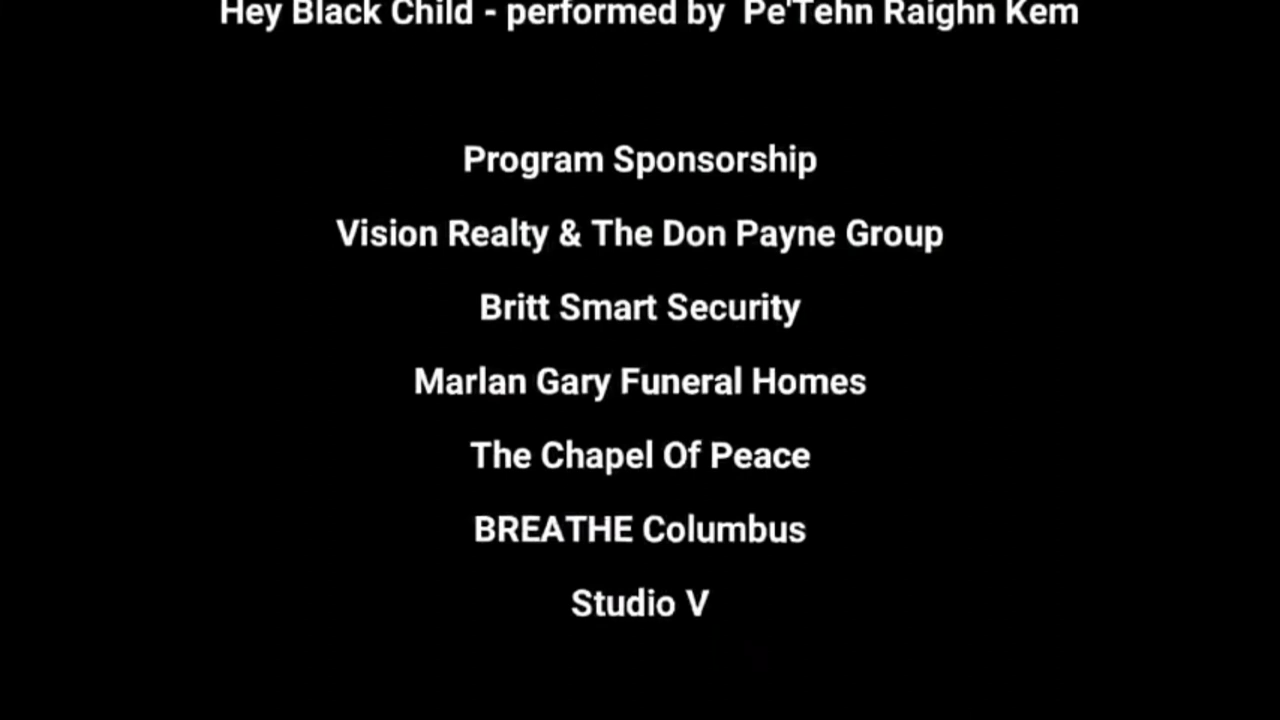 Hey Black Child - performed by Pe'Tehn Raighn Kem
Program Sponsorship
Vision Realty & The Don Payne Group
Britt Smart Security
Marlan Gary Funeral Homes
The Chapel Of Peace
BREATHE Columbus
Studio V